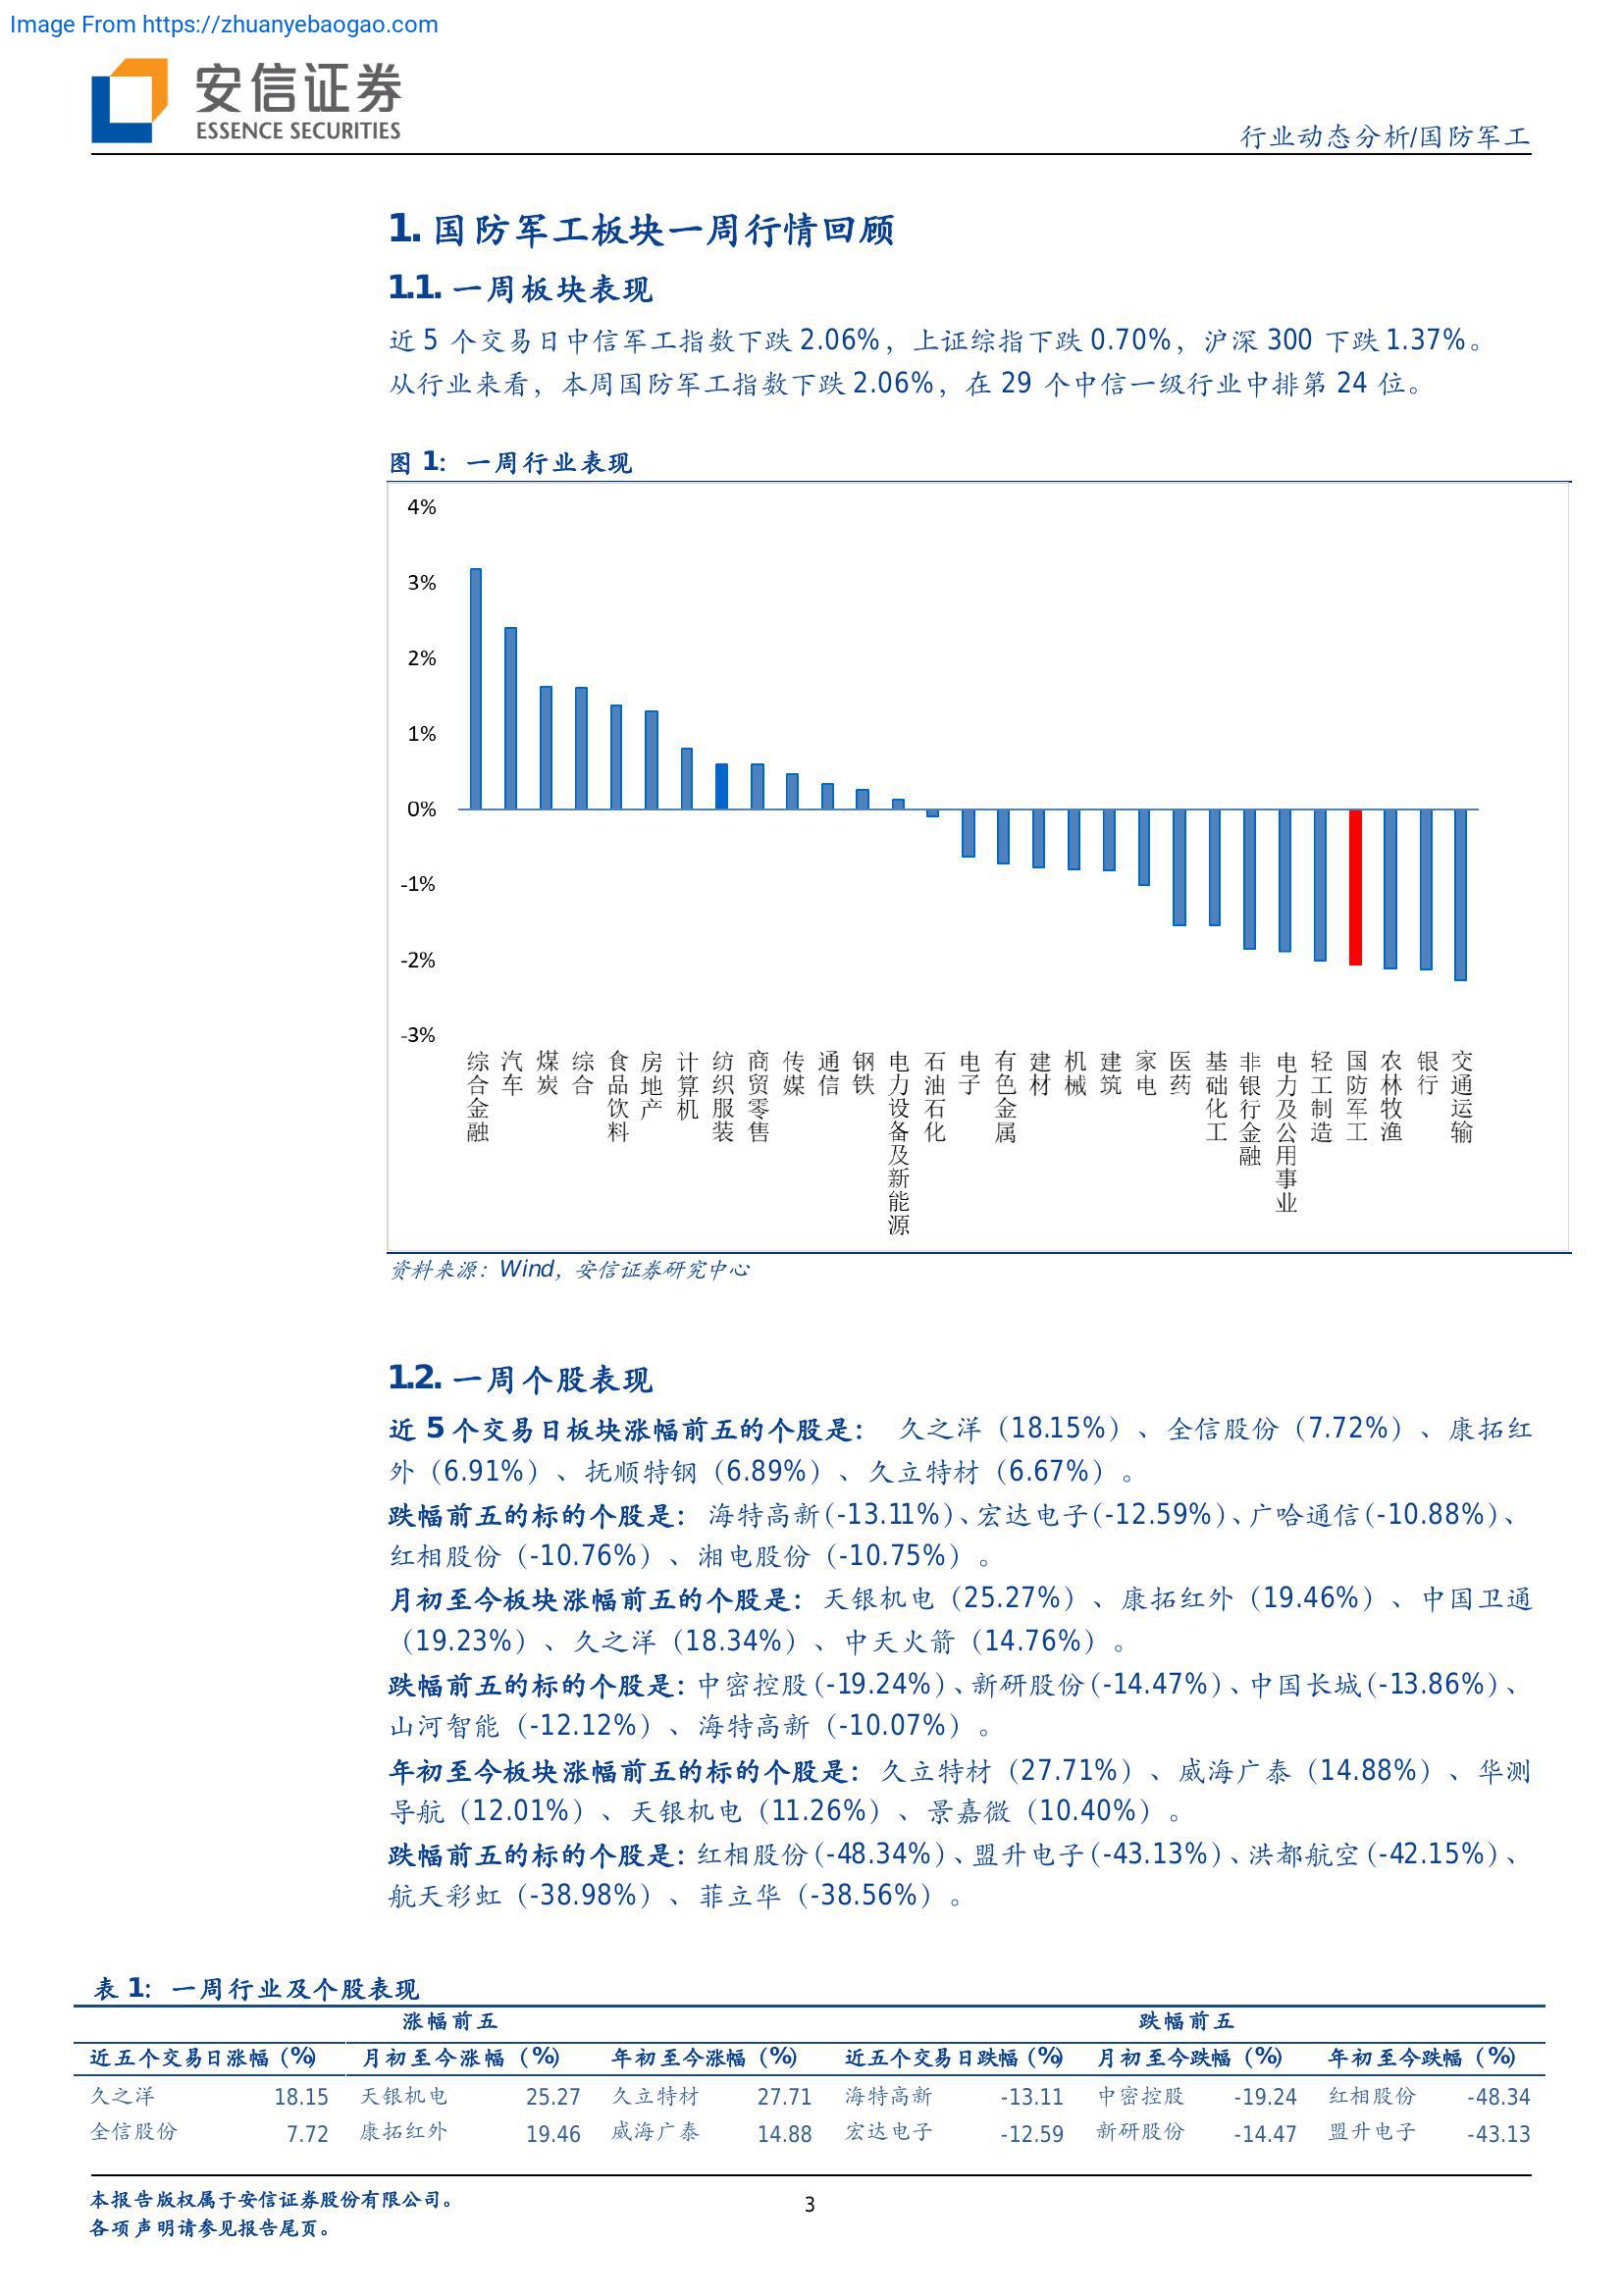 Image From https://zhuanyebaogao.com
安信证券
ESSENCE SECURITIES
行业动态分析/国防军工
1. 国防军工板块一周行情回顾
1.1. 一周板块表现
近 5 个交易日中信军工指数下跌 2.06%，上证综指下跌 0.70%，沪深 300 下跌 1.37%。
从行业来看，本周国防军工指数下跌 2.06%，在 29 个中信一级行业中排第 24 位。
图 1： 一周行业表现
4%
3%
2%
1%
0%
-1%
-2%
-3%
综合金融
汽车
煤炭
综合
食品饮料
房地产
计算机
纺织服装
商贸零售
传媒
通信
钢铁
电力设备及新能源
石油石化
电子
有色金属
建材
机械
建筑
家电
医药
基础化工
非银行金融
电力及公用事业
轻工制造
国防军工
农林牧渔
银行
交通运输
资料来源：Wind，安信证券研究中心
1.2. 一周个股表现
近 5 个交易日板块涨幅前五的个股是： 久之洋（18.15%）、全信股份（7.72%）、康拓红
外（6.91%）、抚顺特钢（6.89%）、久立特材（6.67%）。
跌幅前五的标的个股是： 海特高新(-13.11%)、宏达电子(-12.59%)、广哈通信(-10.88%)、
红相股份（-10.76%）、湘电股份（-10.75%）。
月初至今板块涨幅前五的个股是： 天银机电（25.27%）、康拓红外（19.46%）、中国卫通
（19.23%）、久之洋（18.34%）、中天火箭（14.76%）。
跌幅前五的标的个股是: 中密控股(-19.24%)、新研股份(-14.47%)、中国长城(-13.86%)、
山河智能（-12.12%）、海特高新（-10.07%）。
年初至今板块涨幅前五的标的个股是： 久立特材（27.71%）、威海广泰（14.88%）、华测
导航（12.01%）、天银机电（11.26%）、景嘉微（10.40%）。
跌幅前五的标的个股是: 红相股份(-48.34%)、盟升电子(-43.13%)、洪都航空(-42.15%)、
航天彩虹（-38.98%）、菲立华（-38.56%）。
表 1： 一周行业及个股表现
涨幅前五 跌幅前五
近五个交易日涨幅（%） 月初至今涨幅（%） 年初至今涨幅（%） 近五个交易日跌幅（%） 月初至今跌幅（%） 年初至今跌幅（%）
久之洋 18.15 天银机电 25.27 久立特材 27.71 海特高新 -13.11 中密控股 -19.24 红相股份 -48.34
全信股份 7.72 康拓红外 19.46 威海广泰 14.88 宏达电子 -12.59 新研股份 -14.47 盟升电子 -43.13
本报告版权属于安信证券股份有限公司。
3
各项声明请参见报告尾页。